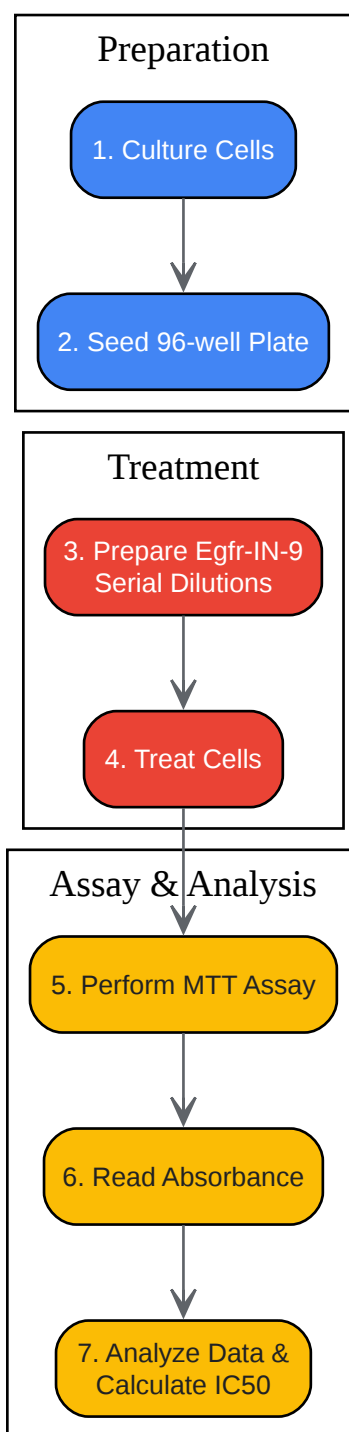 Preparation
1. Culture Cells
2. Seed 96-well Plate
Treatment
3. Prepare Egfr-IN-9
Serial Dilutions
4. Treat Cells
Assay & Analysis
5. Perform MTT Assay
6. Read Absorbance
7. Analyze Data &
Calculate IC50